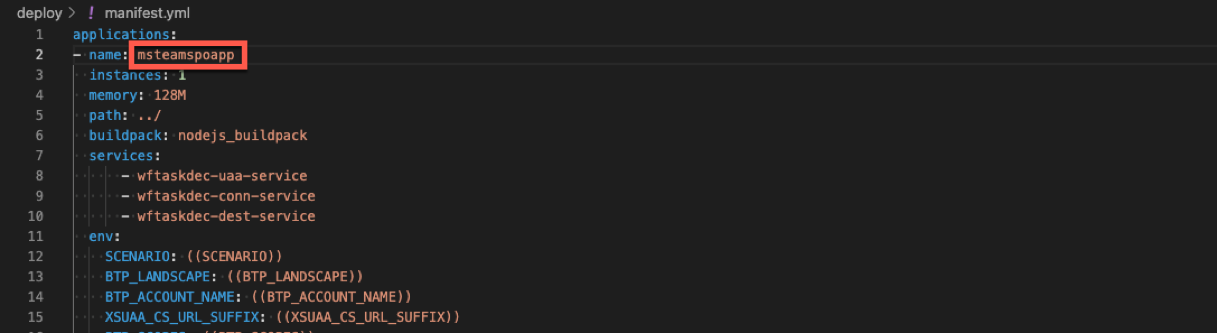 deploy > ! manifest.yml
1 applications:
2 - name: msteamspoapp
3 instances: 1
4 memory: 128M
5 path: ../
6 buildpack: nodejs_buildpack
7 services:
8 - wftaskdec-uaa-service
9 - wftaskdec-conn-service
10 - wftaskdec-dest-service
11 env:
12 SCENARIO: ((SCENARIO))
13 BTP_LANDSCAPE: ((BTP_LANDSCAPE))
14 BTP_ACCOUNT_NAME: ((BTP_ACCOUNT_NAME))
15 XSUAA_CS_URL_SUFFIX: ((XSUAA_CS_URL_SUFFIX))